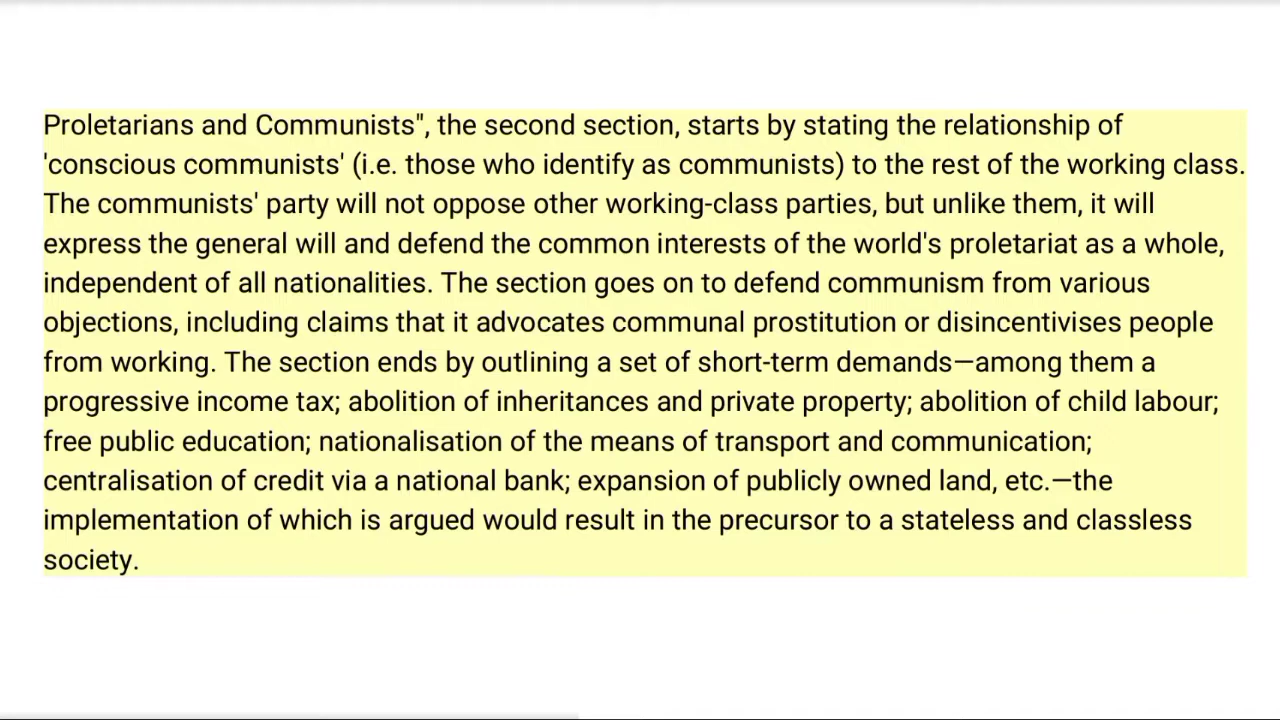 Proletarians and Communists", the second section, starts by stating the relationship of
'conscious communists' (i.e. those who identify as communists) to the rest of the working class.
The communists' party will not oppose other working-class parties, but unlike them, it will
express the general will and defend the common interests of the world's proletariat as a whole,
independent of all nationalities. The section goes on to defend communism from various
objections, including claims that it advocates communal prostitution or disincentivises people
from working. The section ends by outlining a set of short-term demands—among them a
progressive income tax; abolition of inheritances and private property; abolition of child labour;
free public education; nationalisation of the means of transport and communication;
centralisation of credit via a national bank; expansion of publicly owned land, etc.—the
implementation of which is argued would result in the precursor to a stateless and classless
society.